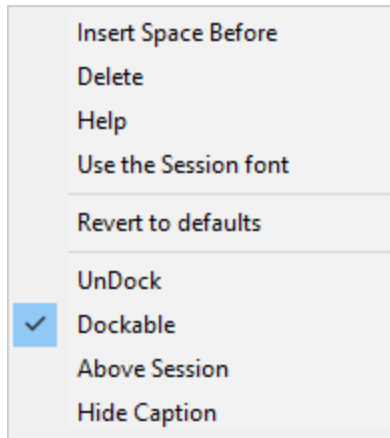 Insert Space Before
Delete
Help
Use the Session font
Revert to defaults
UnDock
Dockable
Above Session
Hide Caption